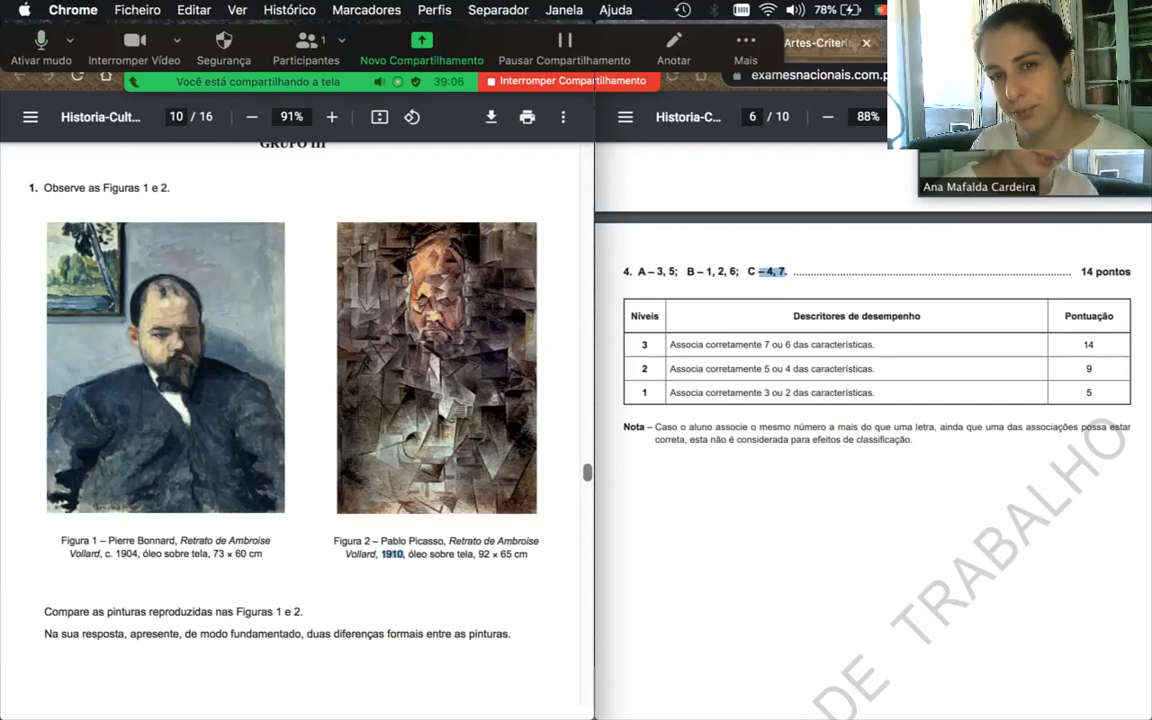 Chrome Ficheiro Editar Ver Histórico Marcadores Perfis Separador Janela Ajuda 78%
Ativar mudo Interromper Vídeo Segurança Participantes 1 Novo Compartilhamento Pausar Compartilhamento Anotar Mais
Artes-Criteri
Você está compartilhando a tela 39:06 Interromper Compartilhamento
examesnacionais.com.p
Historia-Cult... 10 / 16 91%
Historia-C... 6 / 10 88%
Ana Mafalda Cardeira
GRUPO III
1. Observe as Figuras 1 e 2.
Figura 1 – Pierre Bonnard, Retrato de Ambroise
Vollard, c. 1904, óleo sobre tela, 73 × 60 cm
Figura 2 – Pablo Picasso, Retrato de Ambroise
Vollard, 1910, óleo sobre tela, 92 × 65 cm
Compare as pinturas reproduzidas nas Figuras 1 e 2.
Na sua resposta, apresente, de modo fundamentado, duas diferenças formais entre as pinturas.
4. A – 3, 5; B – 1, 2, 6; C – 4, 7. .......... 14 pontos
Níveis Descritores de desempenho Pontuação
3 Associa corretamente 7 ou 6 das características. 14
2 Associa corretamente 5 ou 4 das características. 9
1 Associa corretamente 3 ou 2 das características. 5
Nota – Caso o aluno associe o mesmo número a mais do que uma letra, ainda que uma das associações possa estar
correta, esta não é considerada para efeitos de classificação.
DE TRABALHO